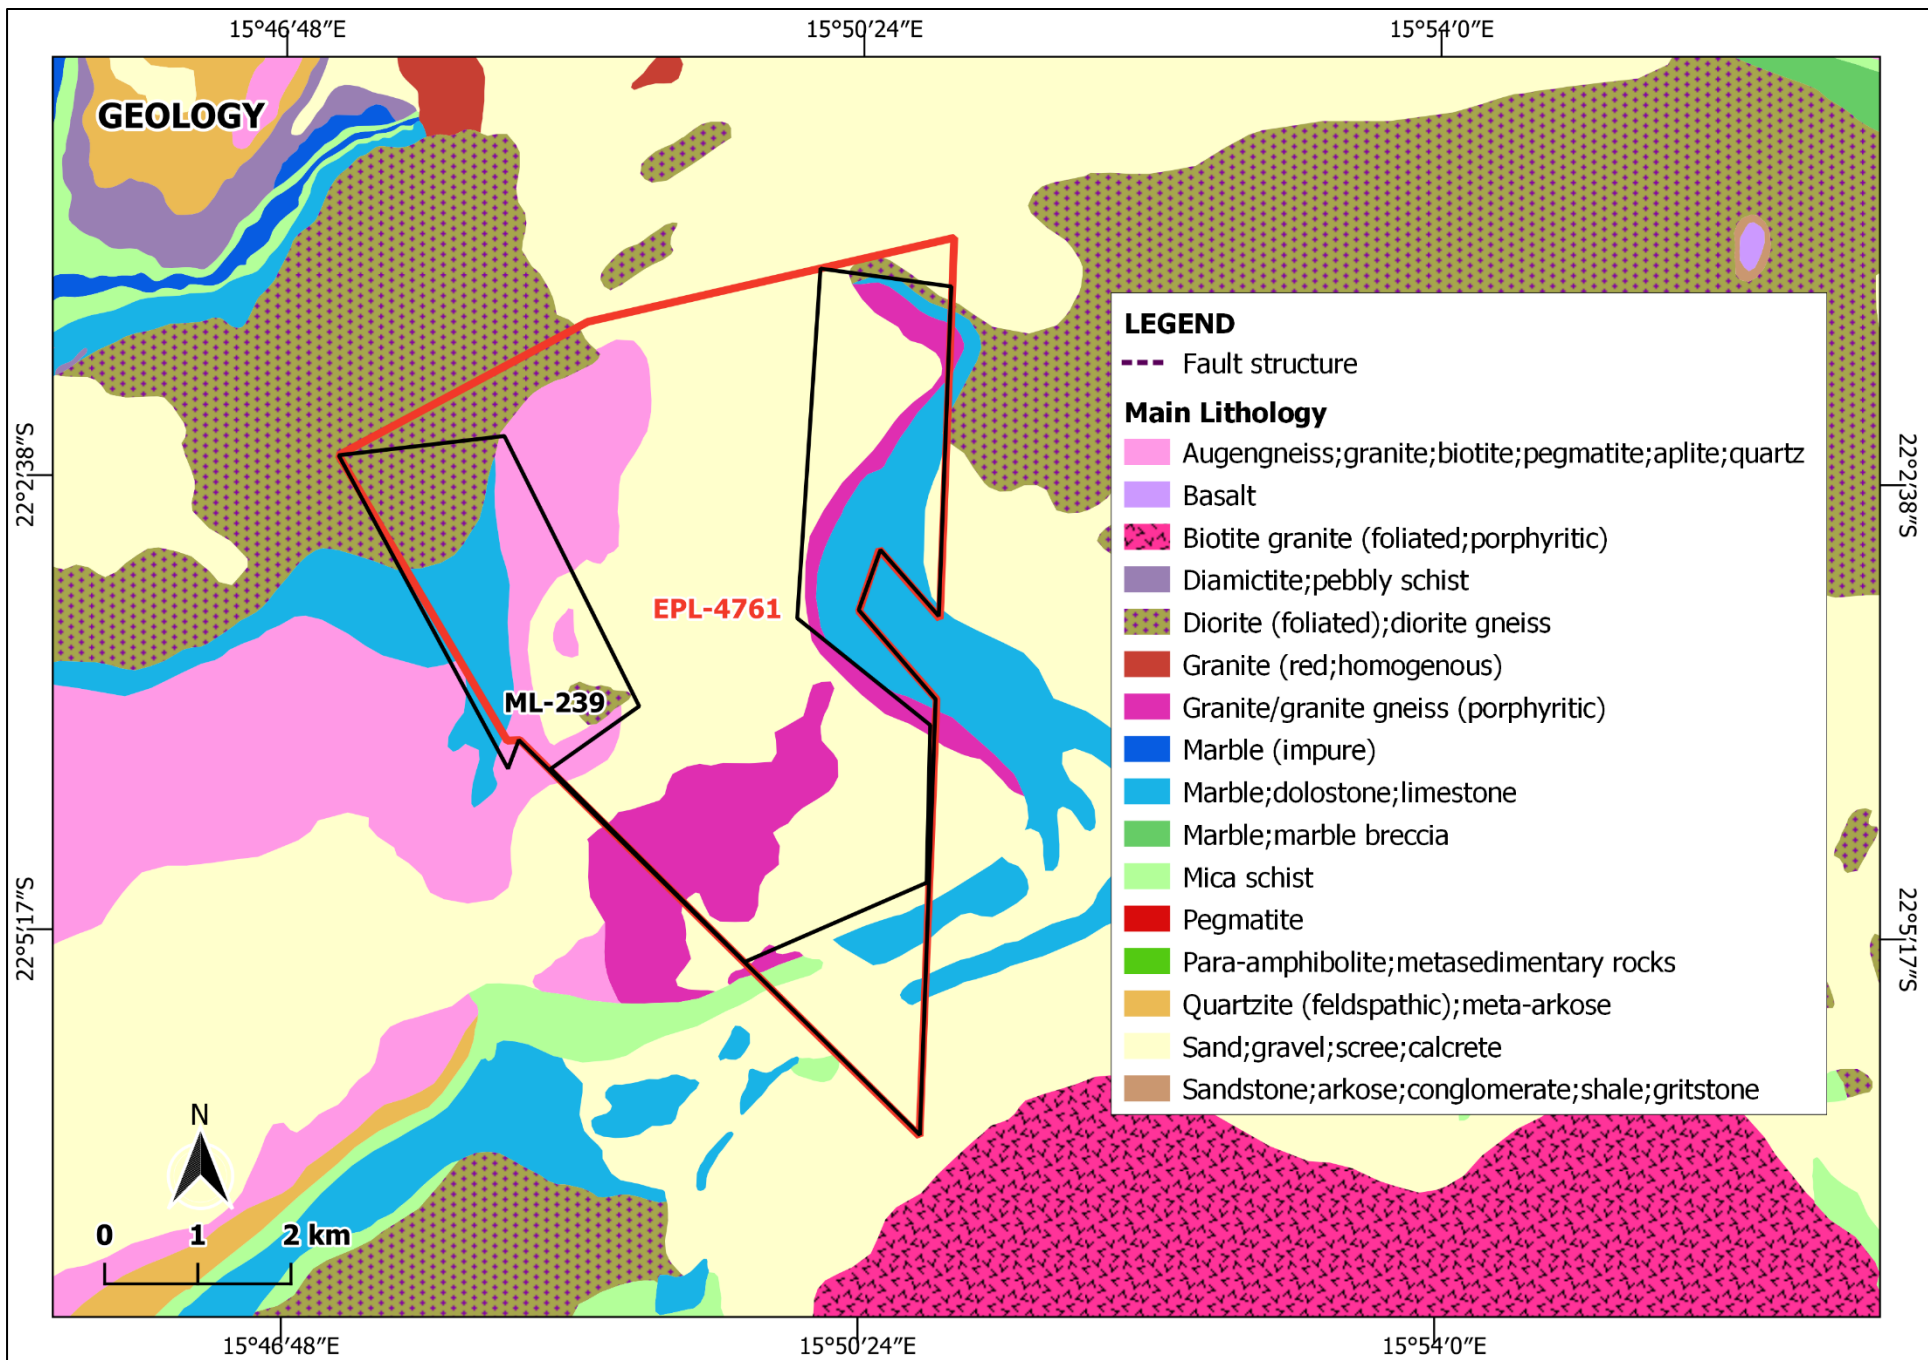 15°46′48″E 15°50′24″E 15°54′0″E
GEOLOGY
LEGEND
Fault structure
Main Lithology
Augengneiss;granite;biotite;pegmatite;aplite;quartz
Basalt
Biotite granite (foliated;porphyritic)
Diamictite;pebbly schist
Diorite (foliated);diorite gneiss
Granite (red;homogenous)
Granite/granite gneiss (porphyritic)
Marble (impure)
Marble;dolostone;limestone
Marble;marble breccia
Mica schist
Pegmatite
Para-amphibolite;metasedimentary rocks
Quartzite (feldspathic);meta-arkose
Sand;gravel;scree;calcrete
Sandstone;arkose;conglomerate;shale;gritstone
22°2′38″S
22°2′38″S
EPL-4761
ML-239
22°5′17″S
22°5′17″S
N
0 1 2 km
15°46′48″E 15°50′24″E 15°54′0″E